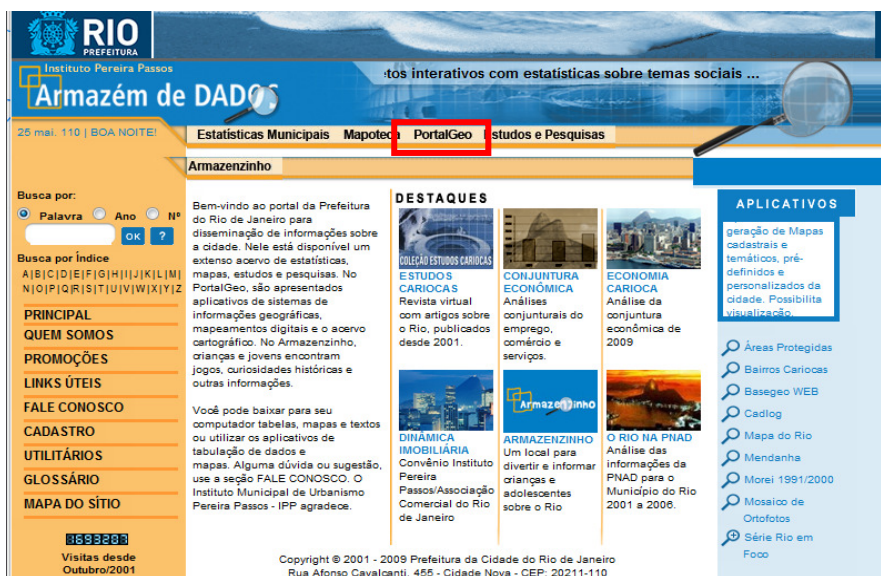 RIO
PREFEITURA
Instituto Pereira Passos
Armazém de DADOS
tos interativos com estatísticas sobre temas sociais ...
25 mai. 110 | BOA NOITE!
Estatísticas Municipais Mapoteca PortalGeo Estudos e Pesquisas
Armazenzinho
Busca por:
Palavra Ano Nº
OK ?
Busca por Índice
A|B|C|D|E|F|G|H|I|J|K|L|M|
N|O|P|Q|R|S|T|U|V|W|X|Y|Z
PRINCIPAL
QUEM SOMOS
PROMOÇÕES
LINKS ÚTEIS
FALE CONOSCO
CADASTRO
UTILITÁRIOS
GLOSSÁRIO
MAPA DO SÍTIO
Visitas desde
Outubro/2001
Bem-vindo ao portal da Prefeitura
do Rio de Janeiro para
disseminação de informações sobre
a cidade. Nele está disponível um
extenso acervo de estatísticas,
mapas, estudos e pesquisas. No
PortalGeo, são apresentados
aplicativos de sistemas de
informações geográficas,
mapeamentos digitais e o acervo
cartográfico. No Armazenzinho,
crianças e jovens encontram
jogos, curiosidades históricas e
outras informações.
Você pode baixar para seu
computador tabelas, mapas e textos
ou utilizar os aplicativos de
tabulação de dados e
mapas. Alguma dúvida ou sugestão,
use a seção FALE CONOSCO. O
Instituto Municipal de Urbanismo
Pereira Passos - IPP agradece.
DESTAQUES
COLEÇÃO ESTUDOS CARIOCAS
ESTUDOS
CARIOCAS
Revista virtual
com artigos sobre
o Rio, publicados
desde 2001.
CONJUNTURA
ECONÔMICA
Análises
conjunturais do
emprego,
comércio e
serviços.
ECONOMIA
CARIOCA
Análise da
conjuntura
econômica de
2009
DINÂMICA
IMOBILIÁRIA
Convênio Instituto
Pereira
Passos/Associação
Comercial do Rio
de Janeiro
Armazenzinho
ARMAZENZINHO
Um local para
divertir e informar
crianças e
adolescentes
sobre o Rio
O RIO NA PNAD
Análise das
informações da
PNAD para o
Município do Rio
2001 a 2006.
APLICATIVOS
geração de Mapas
cadastrais e
temáticos, pré-
definidos e
personalizados da
cidade. Possibilita
visualização,
Áreas Protegidas
Bairros Cariocas
Basegeo WEB
Cadlog
Mapa do Rio
Mendanha
Morei 1991/2000
Mosaico de
Ortofotos
Série Rio em
Foco
Copyright © 2001 - 2009 Prefeitura da Cidade do Rio de Janeiro
Rua Afonso Cavalcanti, 455 - Cidade Nova - CEP: 20211-110